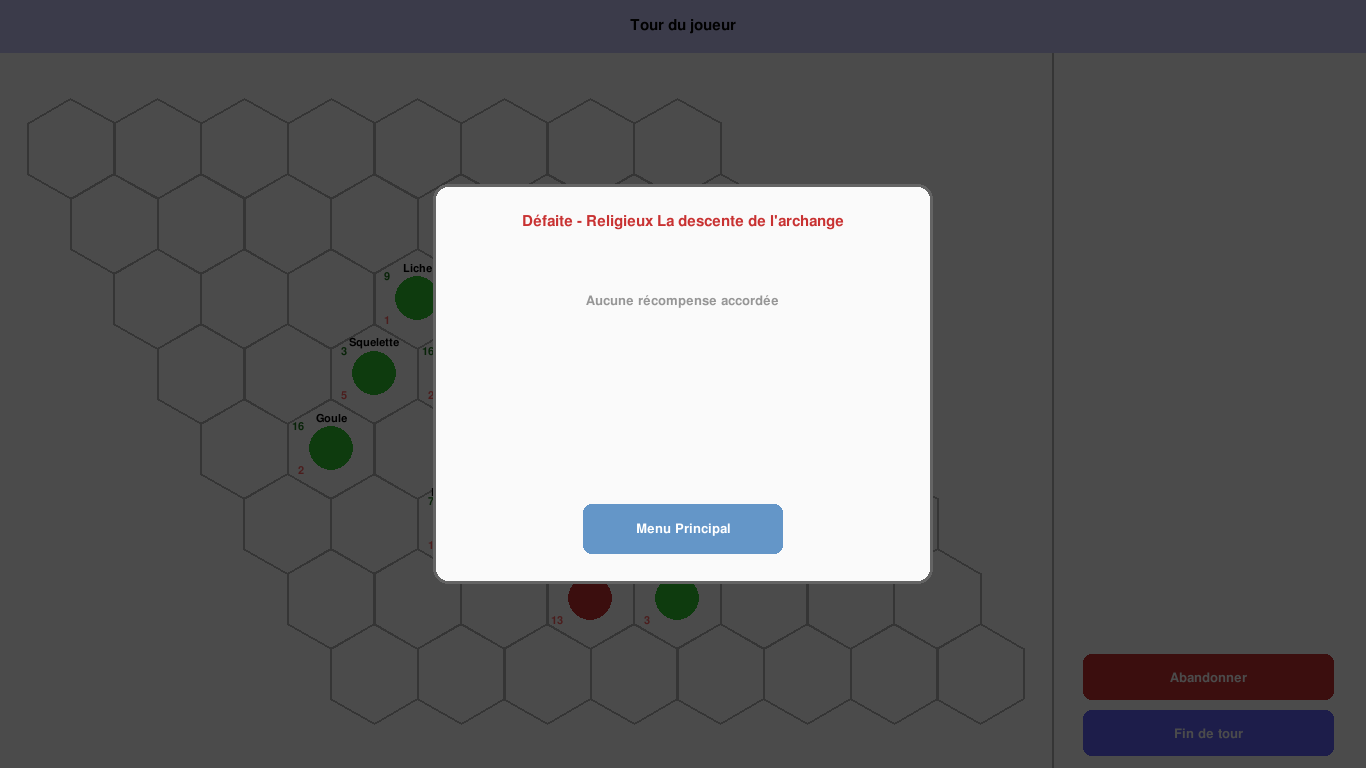 Tour du joueur
Défaite - Religieux La descente de l'archange
Aucune récompense accordée
Liche
9
1
Squelette
3
5
16
2
Goule
16
2
7
1
13
3
Menu Principal
Abandonner
Fin de tour